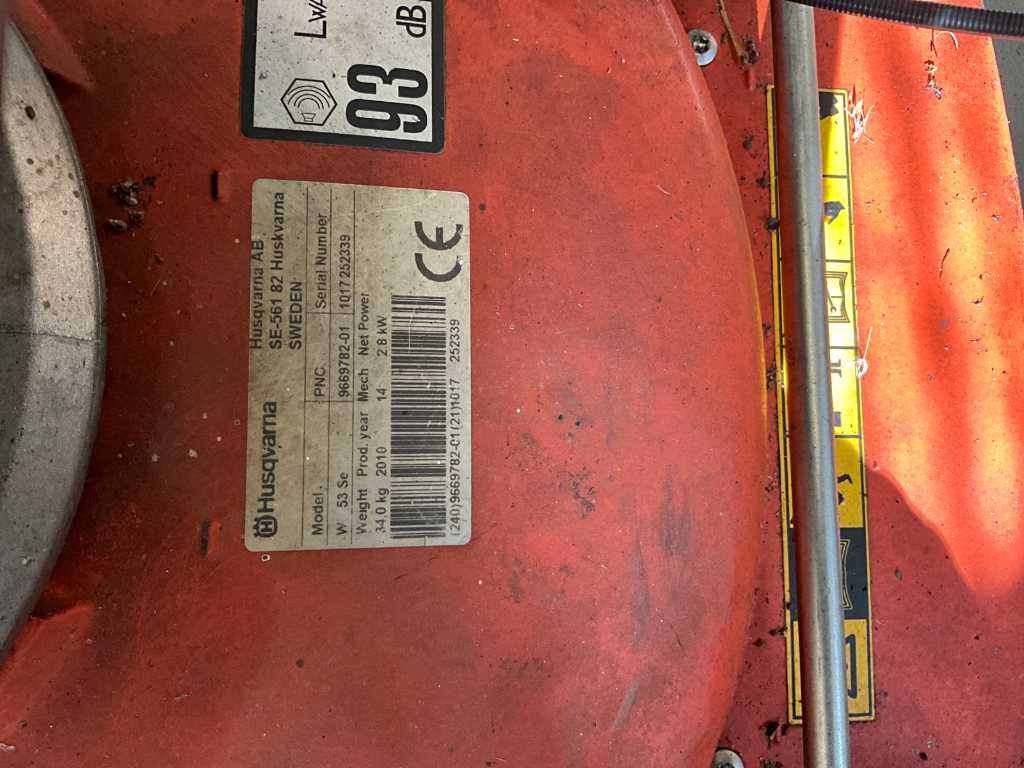 LWA
93 dB
Husqvarna
Husqvarna AB
SE-561 82 Huskvarna
SWEDEN
Model PNC. Serial Number
W 53 Se 9669782-01 1017 252339
Weight Prod. year Mech Net Power
34.0 kg 2010 14 2.8 kW
CE
(240)9669782-01(21)1017 252339